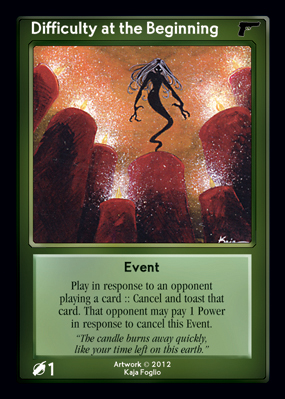 Difficulty at the Beginning
Kaja
Event
Play in response to an opponent
playing a card :: Cancel and toast that
card. That opponent may pay 1 Power
in response to cancel this Event.
"The candle burns away quickly,
like your time left on this earth."
1
Artwork © 2012
Kaja Foglio